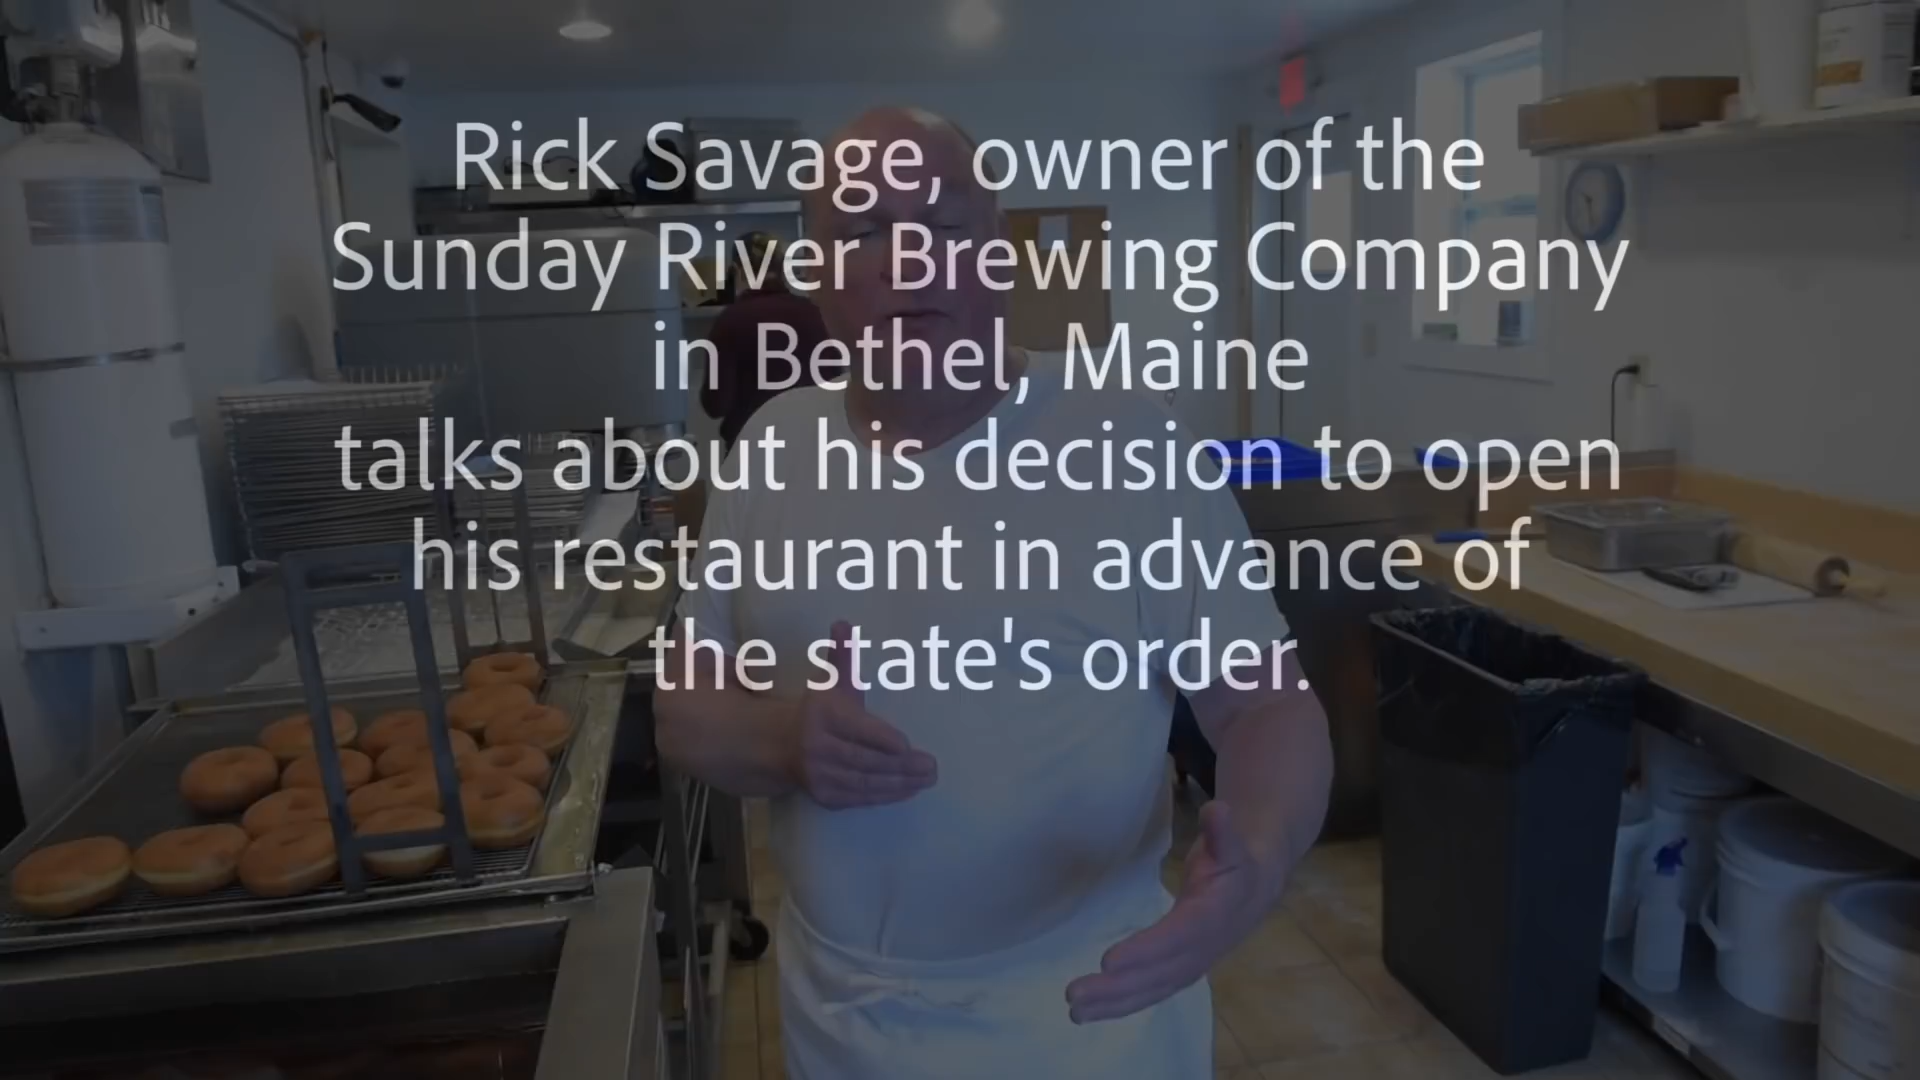 Rick Savage, owner of the
Sunday River Brewing Company
in Bethel, Maine
talks about his decision to open
his restaurant in advance of
the state's order.